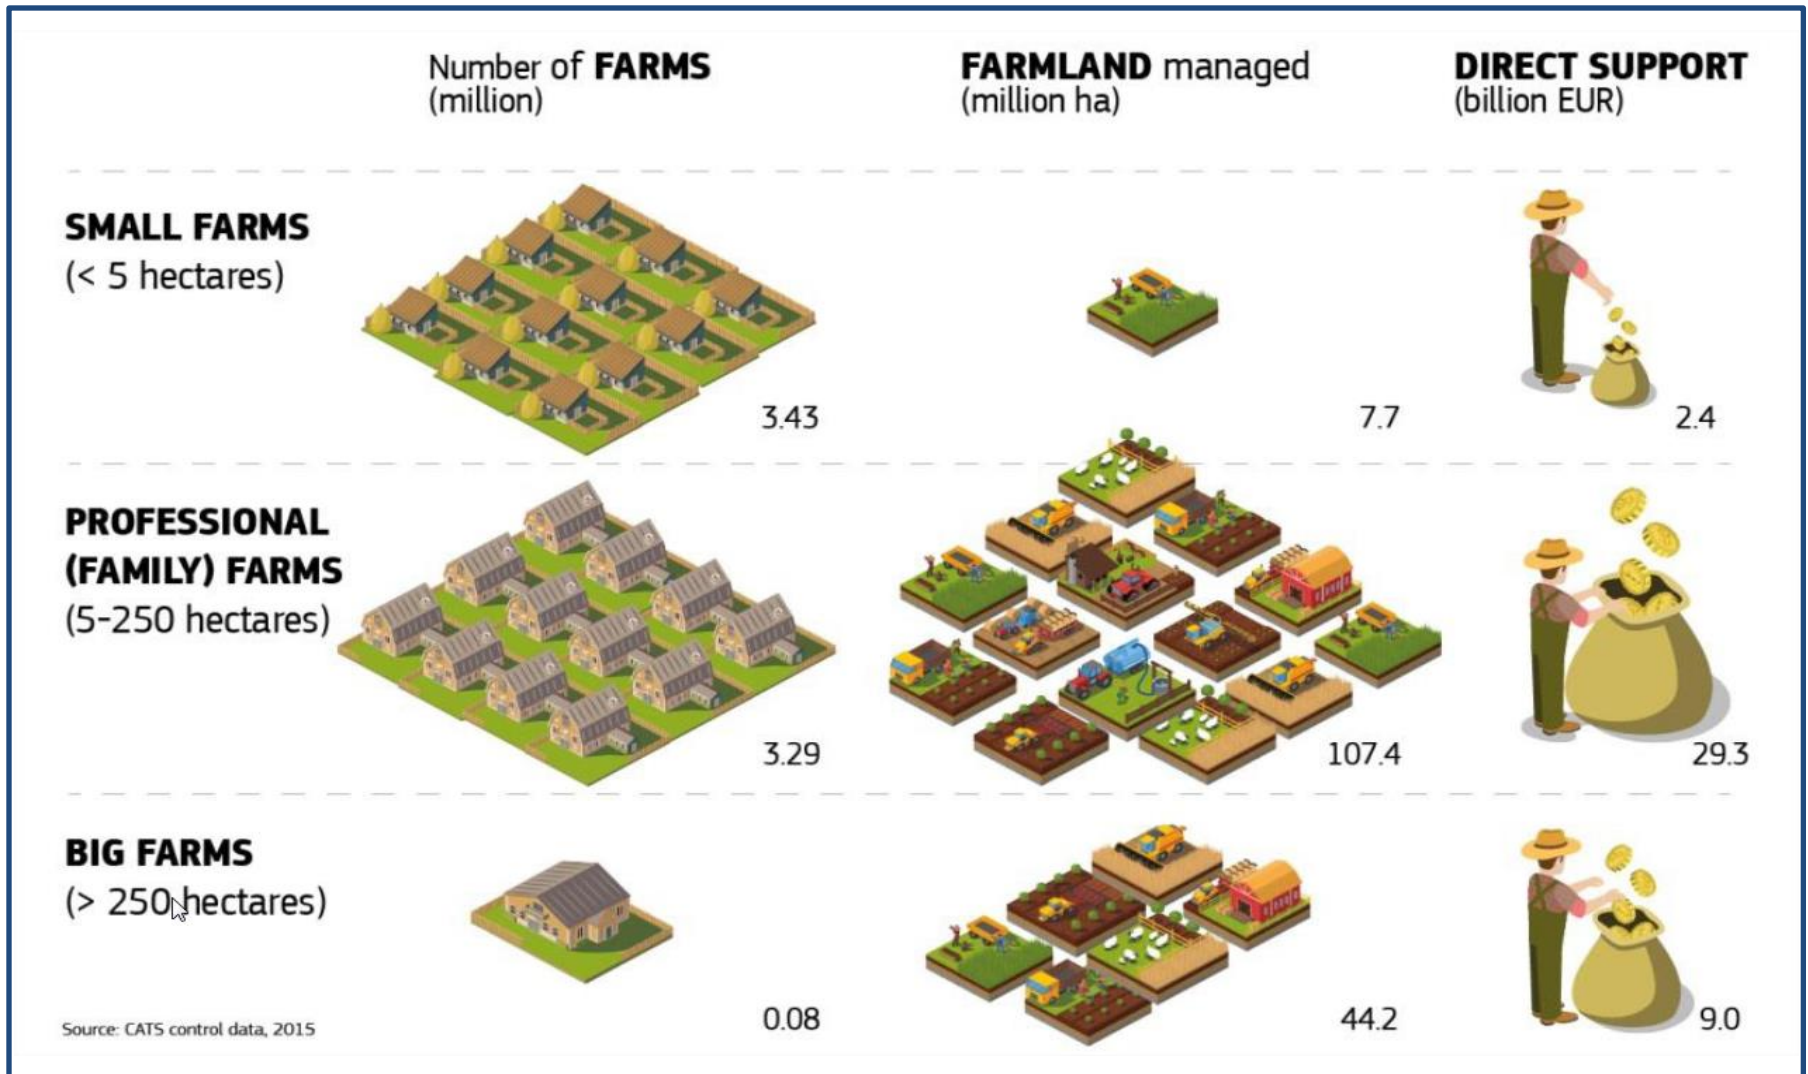 Number of FARMS
(million)
FARMLAND managed
(million ha)
DIRECT SUPPORT
(billion EUR)
SMALL FARMS
(< 5 hectares)
3.43
7.7
2.4
PROFESSIONAL
(FAMILY) FARMS
(5-250 hectares)
3.29
107.4
29.3
BIG FARMS
(> 250 hectares)
0.08
44.2
9.0
Source: CATS control data, 2015